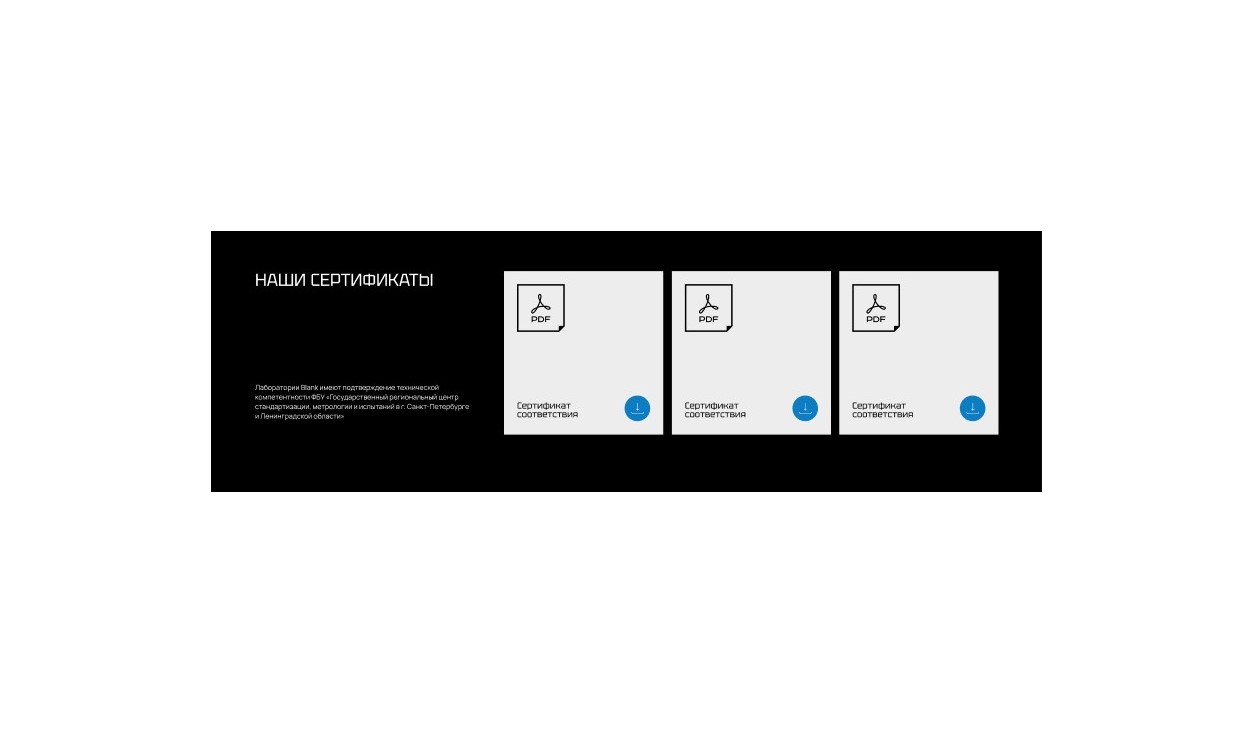 НАШИ СЕРТИФИКАТЫ
Лаборатории Blank имеют подтверждение технической
компетентности ФБУ «Государственный региональный центр
стандартизации, метрологии и испытаний в г. Санкт-Петербурге
и Ленинградской области»
PDF
Сертификат
соответствия
PDF
Сертификат
соответствия
PDF
Сертификат
соответствия